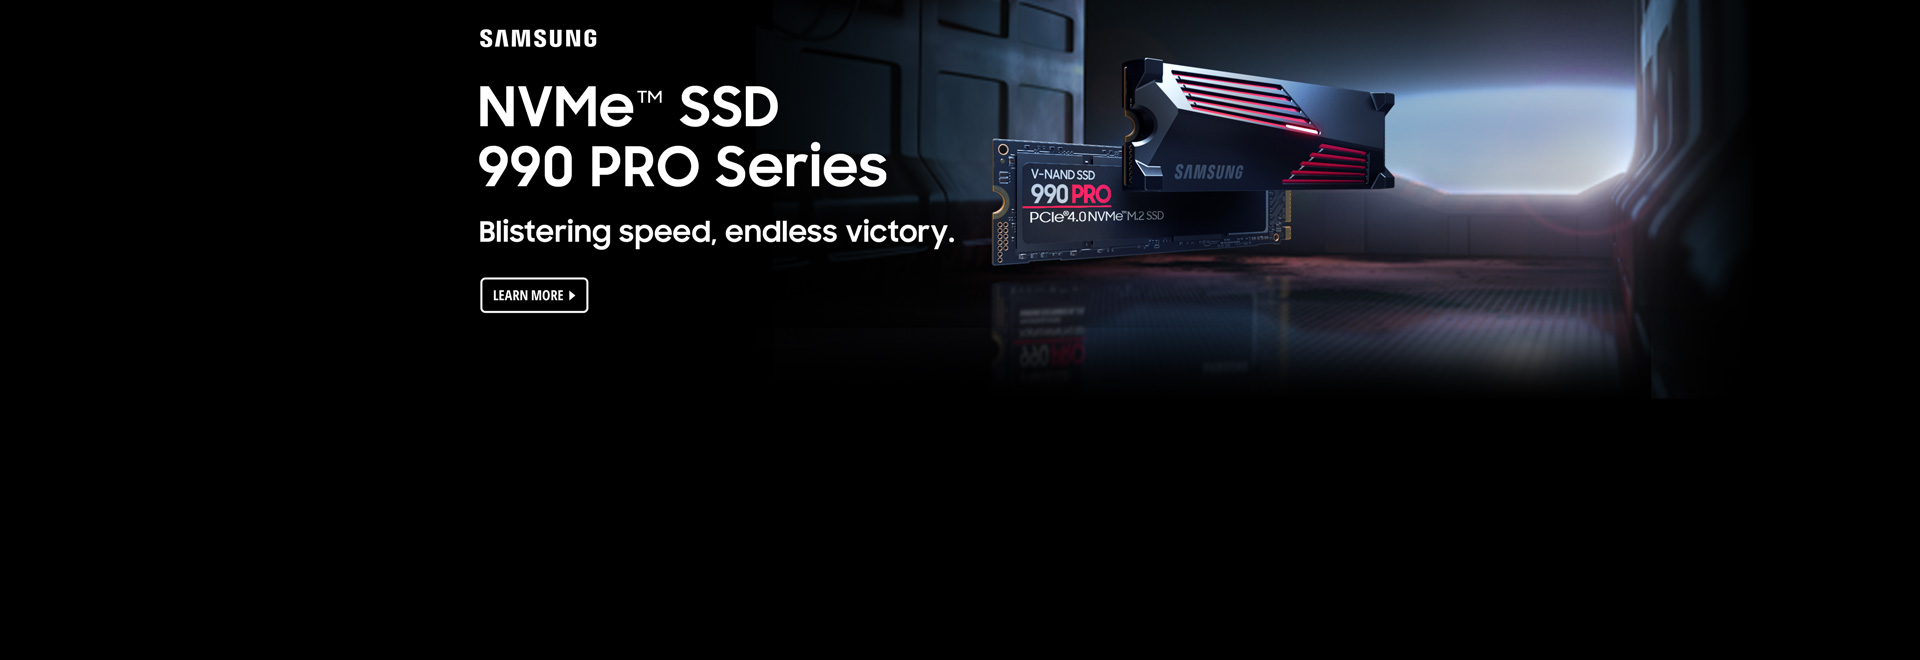 SAMSUNG
NVMe™ SSD
990 PRO Series
Blistering speed, endless victory.
LEARN MORE
V-NAND SSD
990 PRO
PCIe® 4.0 NVMe™ M.2 SSD
SAMSUNG